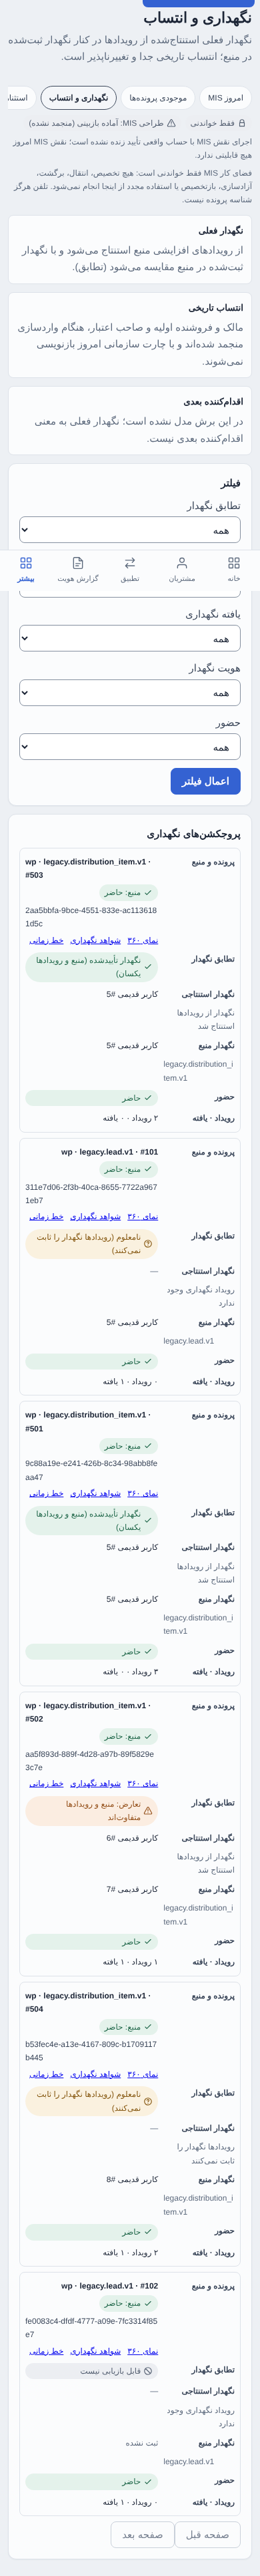 نگهداری و انتساب
نگهدار فعلی استنتاج‌شده از رویدادها در کنار نگهدار ثبت‌شده
در منبع؛ انتساب تاریخی جدا و تغییرناپذیر است.
امروز MIS
موجودی پرونده‌ها
نگهداری و انتساب
فقط خواندنی
طراحی MIS: آماده بازبینی (منجمد نشده)
اجرای نقش MIS با حساب واقعی تأیید زنده نشده است؛ نقش MIS امروز
هیچ قابلیتی ندارد.
فضای کار MIS فقط خواندنی است: هیچ تخصیص، انتقال، برگشت،
آزادسازی، بازتخصیص یا استفاده مجدد از اینجا انجام نمی‌شود. تلفن هرگز
شناسه پرونده نیست.
نگهدار فعلی
از رویدادهای افزایشی منبع استنتاج می‌شود و با نگهدار
ثبت‌شده در منبع مقایسه می‌شود (تطابق).
انتساب تاریخی
مالک و فروشنده اولیه و صاحب اعتبار، هنگام واردسازی
منجمد شده‌اند و با چارت سازمانی امروز بازنویسی
نمی‌شوند.
اقدام‌کننده بعدی
در این برش مدل نشده است؛ نگهدار فعلی به معنی
اقدام‌کننده بعدی نیست.
فیلتر
تطابق نگهدار
همه
خانه
مشتریان
تطبیق
گزارش هویت
بیشتر
یافته نگهداری
همه
هویت نگهدار
همه
حضور
همه
اعمال فیلتر
پروجکشن‌های نگهداری
پرونده و منبع
wp · legacy.distribution_item.v1 ·
#503
منبع: حاضر
2aa5bbfa-9bce-4551-833e-ac113618
1d5c
نمای ۳۶۰ شواهد نگهداری خط زمانی
تطابق نگهدار
نگهدار تأییدشده (منبع و رویدادها
یکسان)
نگهدار استنتاجی
کاربر قدیمی #5
نگهدار از رویدادها
استنتاج شد
نگهدار منبع
کاربر قدیمی #5
legacy.distribution_i
tem.v1
حضور
حاضر
رویداد · یافته
۲ رویداد · ۰ یافته
پرونده و منبع
wp · legacy.lead.v1 · #101
منبع: حاضر
311e7d06-2f3b-40ca-8655-7722a967
1eb7
نمای ۳۶۰ شواهد نگهداری خط زمانی
تطابق نگهدار
نامعلوم (رویدادها نگهدار را ثابت
نمی‌کنند)
نگهدار استنتاجی
—
رویداد نگهداری وجود
ندارد
نگهدار منبع
کاربر قدیمی #5
legacy.lead.v1
حضور
حاضر
رویداد · یافته
۰ رویداد · ۱ یافته
پرونده و منبع
wp · legacy.distribution_item.v1 ·
#501
منبع: حاضر
9c88a19e-e241-426b-8c34-98abb8fe
aa47
نمای ۳۶۰ شواهد نگهداری خط زمانی
تطابق نگهدار
نگهدار تأییدشده (منبع و رویدادها
یکسان)
نگهدار استنتاجی
کاربر قدیمی #5
نگهدار از رویدادها
استنتاج شد
نگهدار منبع
کاربر قدیمی #5
legacy.distribution_i
tem.v1
حضور
حاضر
رویداد · یافته
۳ رویداد · ۰ یافته
پرونده و منبع
wp · legacy.distribution_item.v1 ·
#502
منبع: حاضر
aa5f893d-889f-4d28-a97b-89f5829e
3c7e
نمای ۳۶۰ شواهد نگهداری خط زمانی
تطابق نگهدار
تعارض: منبع و رویدادها
متفاوت‌اند
نگهدار استنتاجی
کاربر قدیمی #6
نگهدار از رویدادها
استنتاج شد
نگهدار منبع
کاربر قدیمی #7
legacy.distribution_i
tem.v1
حضور
حاضر
رویداد · یافته
۱ رویداد · ۱ یافته
پرونده و منبع
wp · legacy.distribution_item.v1 ·
#504
منبع: حاضر
b53fec4e-a13e-4167-809c-b1709117
b445
نمای ۳۶۰ شواهد نگهداری خط زمانی
تطابق نگهدار
نامعلوم (رویدادها نگهدار را ثابت
نمی‌کنند)
نگهدار استنتاجی
—
رویدادها نگهدار را
ثابت نمی‌کنند
نگهدار منبع
کاربر قدیمی #8
legacy.distribution_i
tem.v1
حضور
حاضر
رویداد · یافته
۲ رویداد · ۱ یافته
پرونده و منبع
wp · legacy.lead.v1 · #102
منبع: حاضر
fe0083c4-dfdf-4777-a09e-7fc3314f85
e7
نمای ۳۶۰ شواهد نگهداری خط زمانی
تطابق نگهدار
قابل بازیابی نیست
نگهدار استنتاجی
—
رویداد نگهداری وجود
ندارد
نگهدار منبع
ثبت نشده
legacy.lead.v1
حضور
حاضر
رویداد · یافته
۰ رویداد · ۱ یافته
صفحه قبل
صفحه بعد